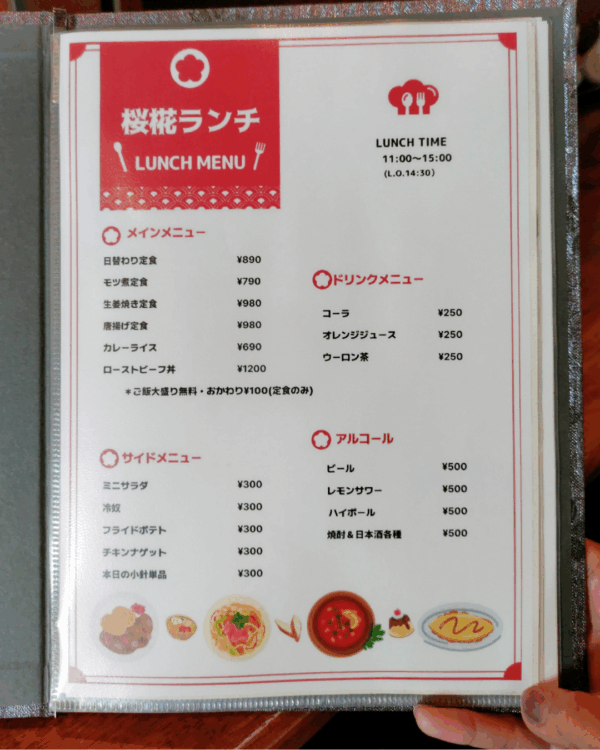 桜椛ランチ
LUNCH MENU
LUNCH TIME
11:00〜15:00
(L.O.14:30)
メインメニュー
日替わり定食 ¥890
モツ煮定食 ¥790
生姜焼き定食 ¥980
唐揚げ定食 ¥980
カレーライス ¥690
ローストビーフ丼 ¥1200
*ご飯大盛り無料・おかわり¥100(定食のみ)
サイドメニュー
ミニサラダ ¥300
冷奴 ¥300
フライドポテト ¥300
チキンナゲット ¥300
本日の小針単品 ¥300
ドリンクメニュー
コーラ ¥250
オレンジジュース ¥250
ウーロン茶 ¥250
アルコール
ビール ¥500
レモンサワー ¥500
ハイボール ¥500
焼酎&日本酒各種 ¥500